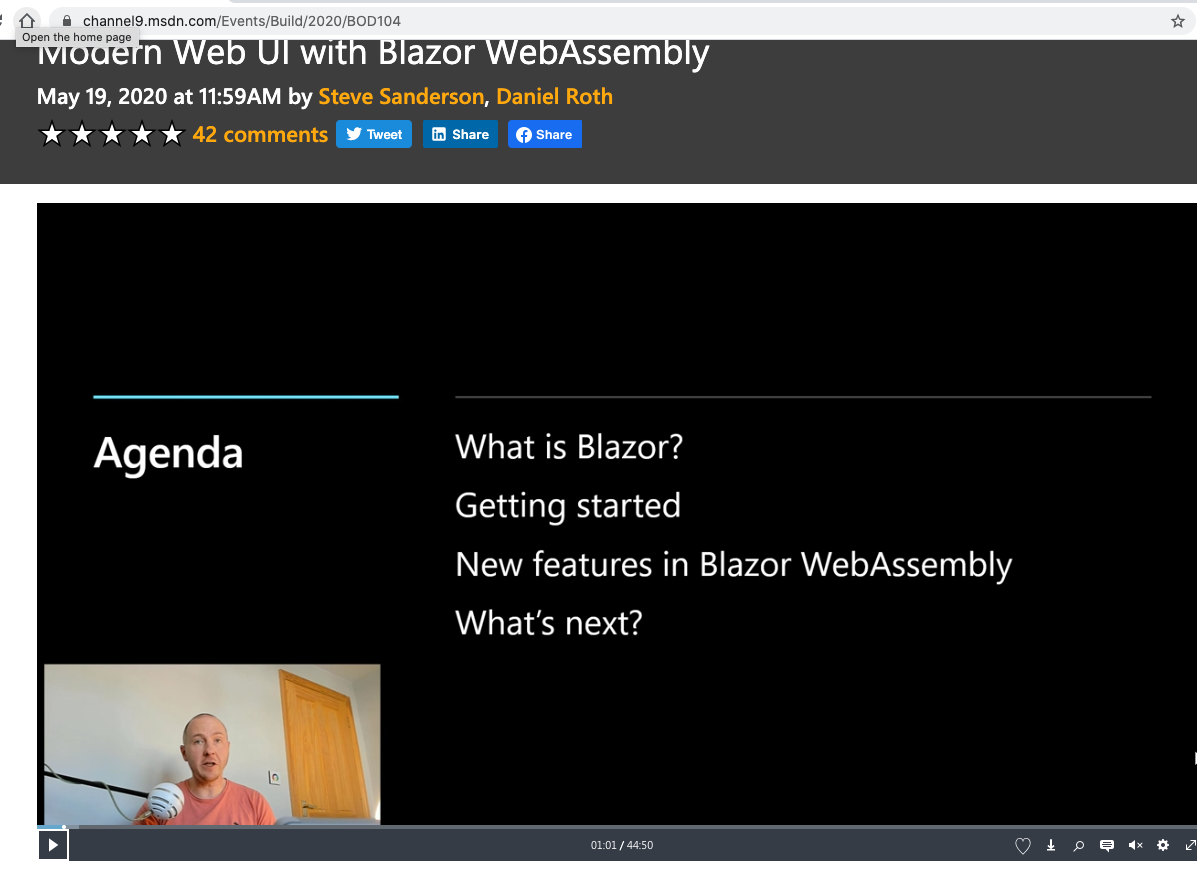 channel9.msdn.com/Events/Build/2020/BOD104
Open the home page
Modern Web UI with Blazor WebAssembly
May 19, 2020 at 11:59AM by Steve Sanderson, Daniel Roth
42 comments Tweet Share Share
Agenda
What is Blazor?
Getting started
New features in Blazor WebAssembly
What's next?
01:01 / 44:50